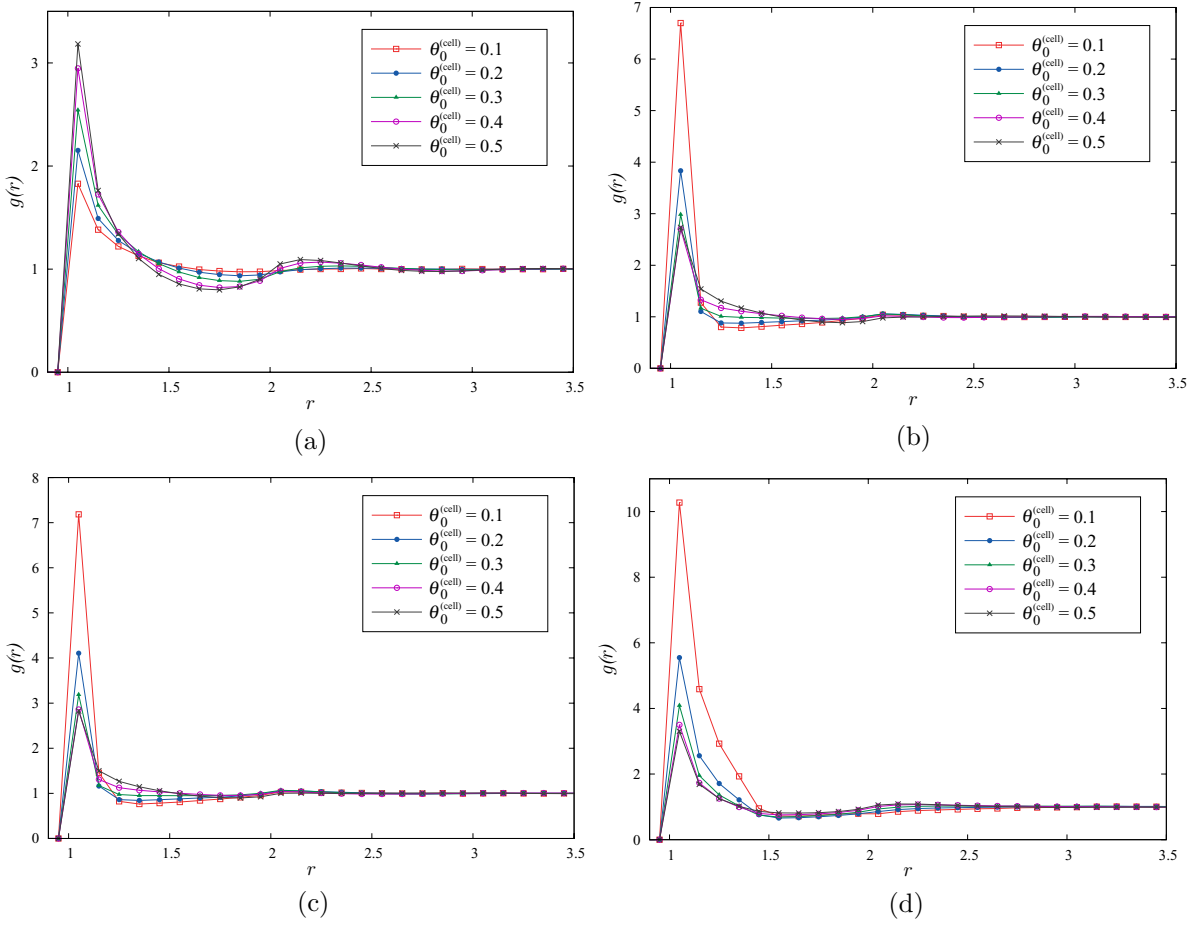 3
2
1
0
g(r)
θ₀^(cell) = 0.1
θ₀^(cell) = 0.2
θ₀^(cell) = 0.3
θ₀^(cell) = 0.4
θ₀^(cell) = 0.5
1 1.5 2 2.5 3 3.5
r
(a)
7
6
5
4
3
2
1
0
g(r)
θ₀^(cell) = 0.1
θ₀^(cell) = 0.2
θ₀^(cell) = 0.3
θ₀^(cell) = 0.4
θ₀^(cell) = 0.5
1 1.5 2 2.5 3 3.5
r
(b)
8
7
6
5
4
3
2
1
0
g(r)
θ₀^(cell) = 0.1
θ₀^(cell) = 0.2
θ₀^(cell) = 0.3
θ₀^(cell) = 0.4
θ₀^(cell) = 0.5
1 1.5 2 2.5 3 3.5
r
(c)
10
8
6
4
2
0
g(r)
θ₀^(cell) = 0.1
θ₀^(cell) = 0.2
θ₀^(cell) = 0.3
θ₀^(cell) = 0.4
θ₀^(cell) = 0.5
1 1.5 2 2.5 3 3.5
r
(d)